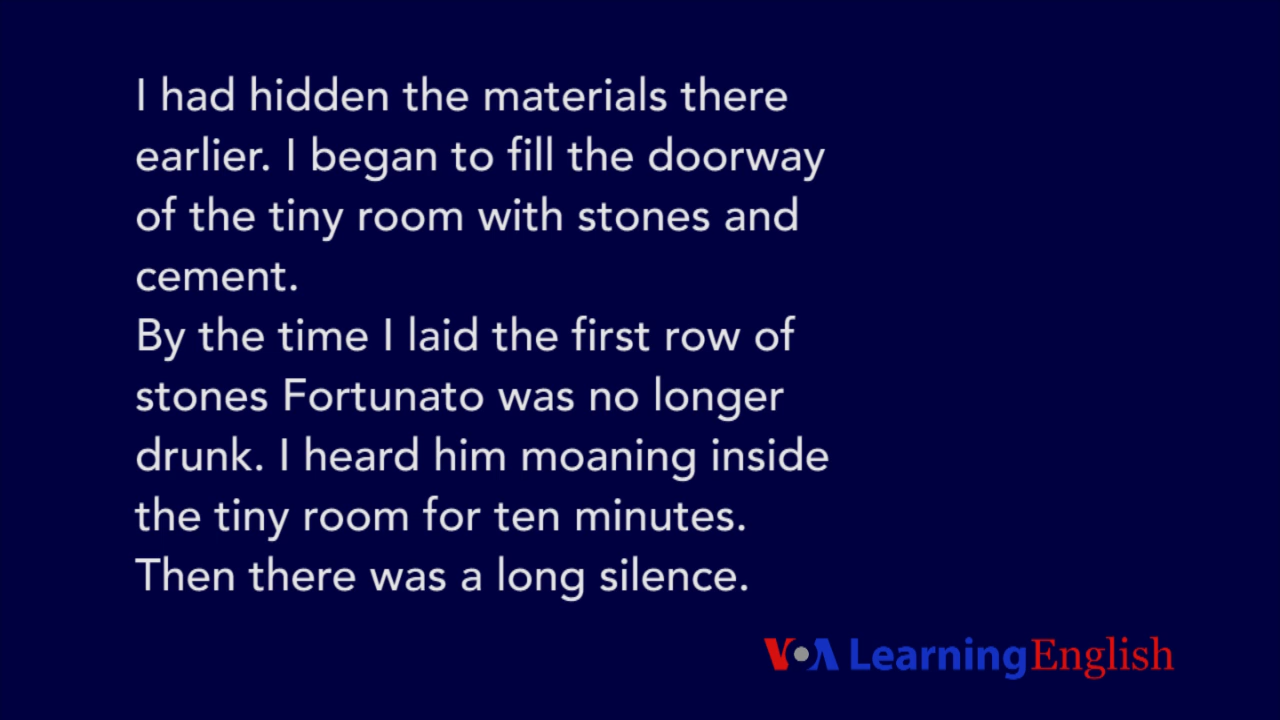 I had hidden the materials there
earlier. I began to fill the doorway
of the tiny room with stones and
cement.
By the time I laid the first row of
stones Fortunato was no longer
drunk. I heard him moaning inside
the tiny room for ten minutes.
Then there was a long silence.
VOA Learning English